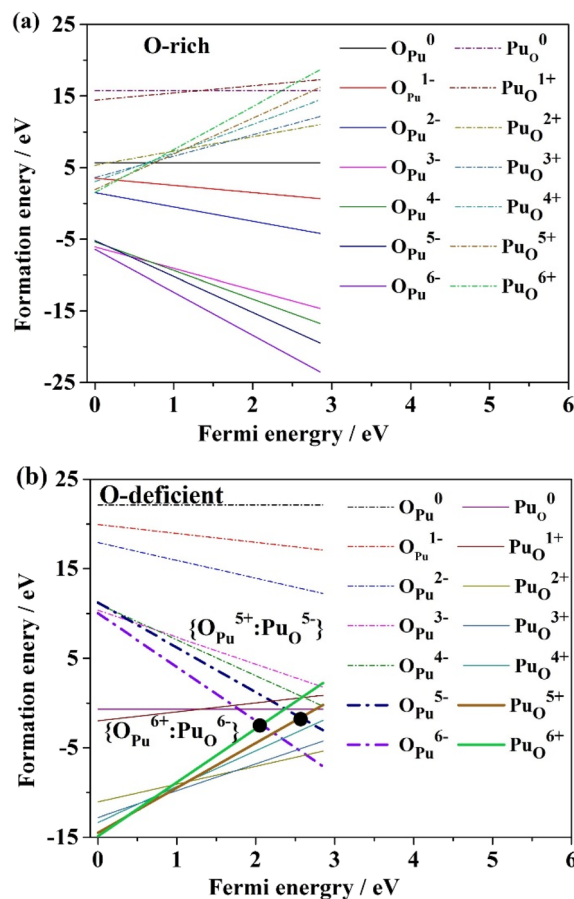 (a)
O-rich
O_Pu^0 Pu_O^0
O_Pu^1- Pu_O^1+
O_Pu^2- Pu_O^2+
O_Pu^3- Pu_O^3+
O_Pu^4- Pu_O^4+
O_Pu^5- Pu_O^5+
O_Pu^6- Pu_O^6+
Formation enery / eV
25
15
5
-5
-15
-25
0 1 2 3 4 5 6
Fermi energry / eV
(b)
O-deficient
O_Pu^0 Pu_O^0
O_Pu^1- Pu_O^1+
O_Pu^2- Pu_O^2+
O_Pu^3- Pu_O^3+
O_Pu^4- Pu_O^4+
O_Pu^5- Pu_O^5+
O_Pu^6- Pu_O^6+
{O_Pu^5+:Pu_O^5-}
{O_Pu^6+:Pu_O^6-}
Formation enery / eV
25
15
5
-5
-15
0 1 2 3 4 5 6
Fermi energry / eV